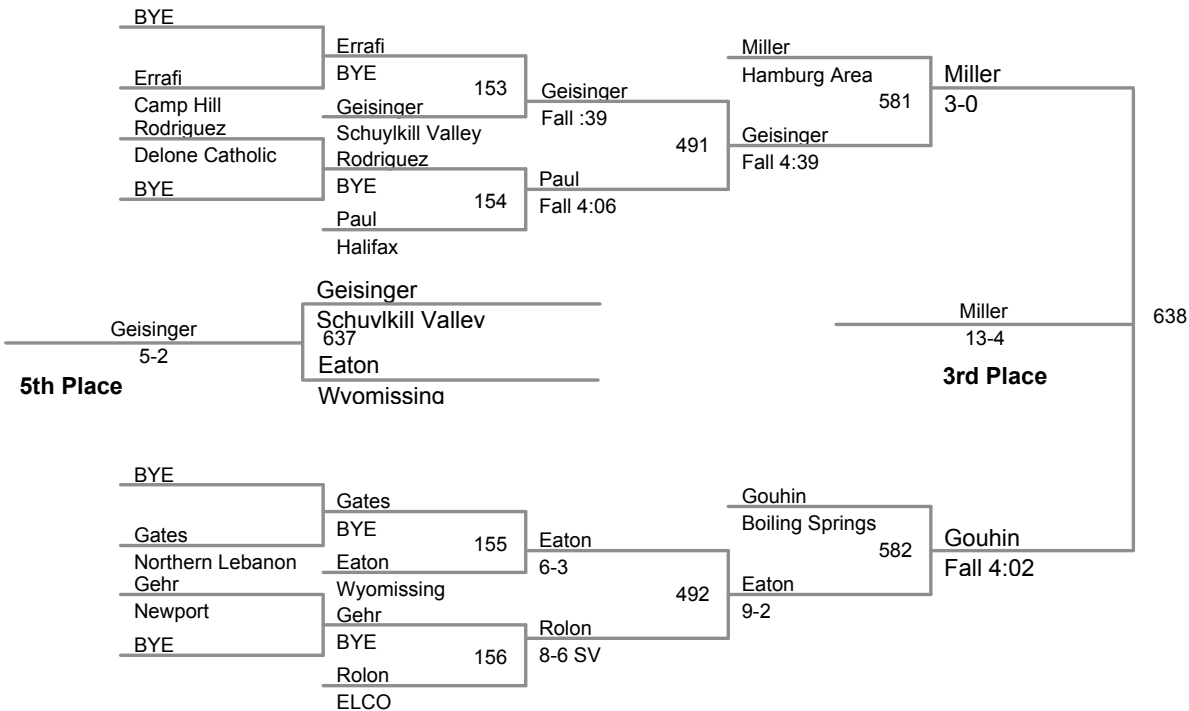 BYE
Errafi
Camp Hill
Rodriguez
Delone Catholic
BYE
Errafi
BYE
153
Geisinger
Schuylkill Valley
Rodriguez
BYE
154
Paul
Halifax
Geisinger
Fall :39
491
Paul
Fall 4:06
Miller
Hamburg Area
581
Geisinger
Fall 4:39
Miller
3-0
Geisinger
5-2
5th Place
Geisinger
Schuylkill Valley
637
Eaton
Wyomissing
Miller
13-4
3rd Place
638
BYE
Gates
Northern Lebanon
Gehr
Newport
BYE
Gates
BYE
155
Eaton
Wyomissing
Gehr
BYE
156
Rolon
ELCO
Eaton
6-3
492
Rolon
8-6 SV
Gouhin
Boiling Springs
582
Eaton
9-2
Gouhin
Fall 4:02